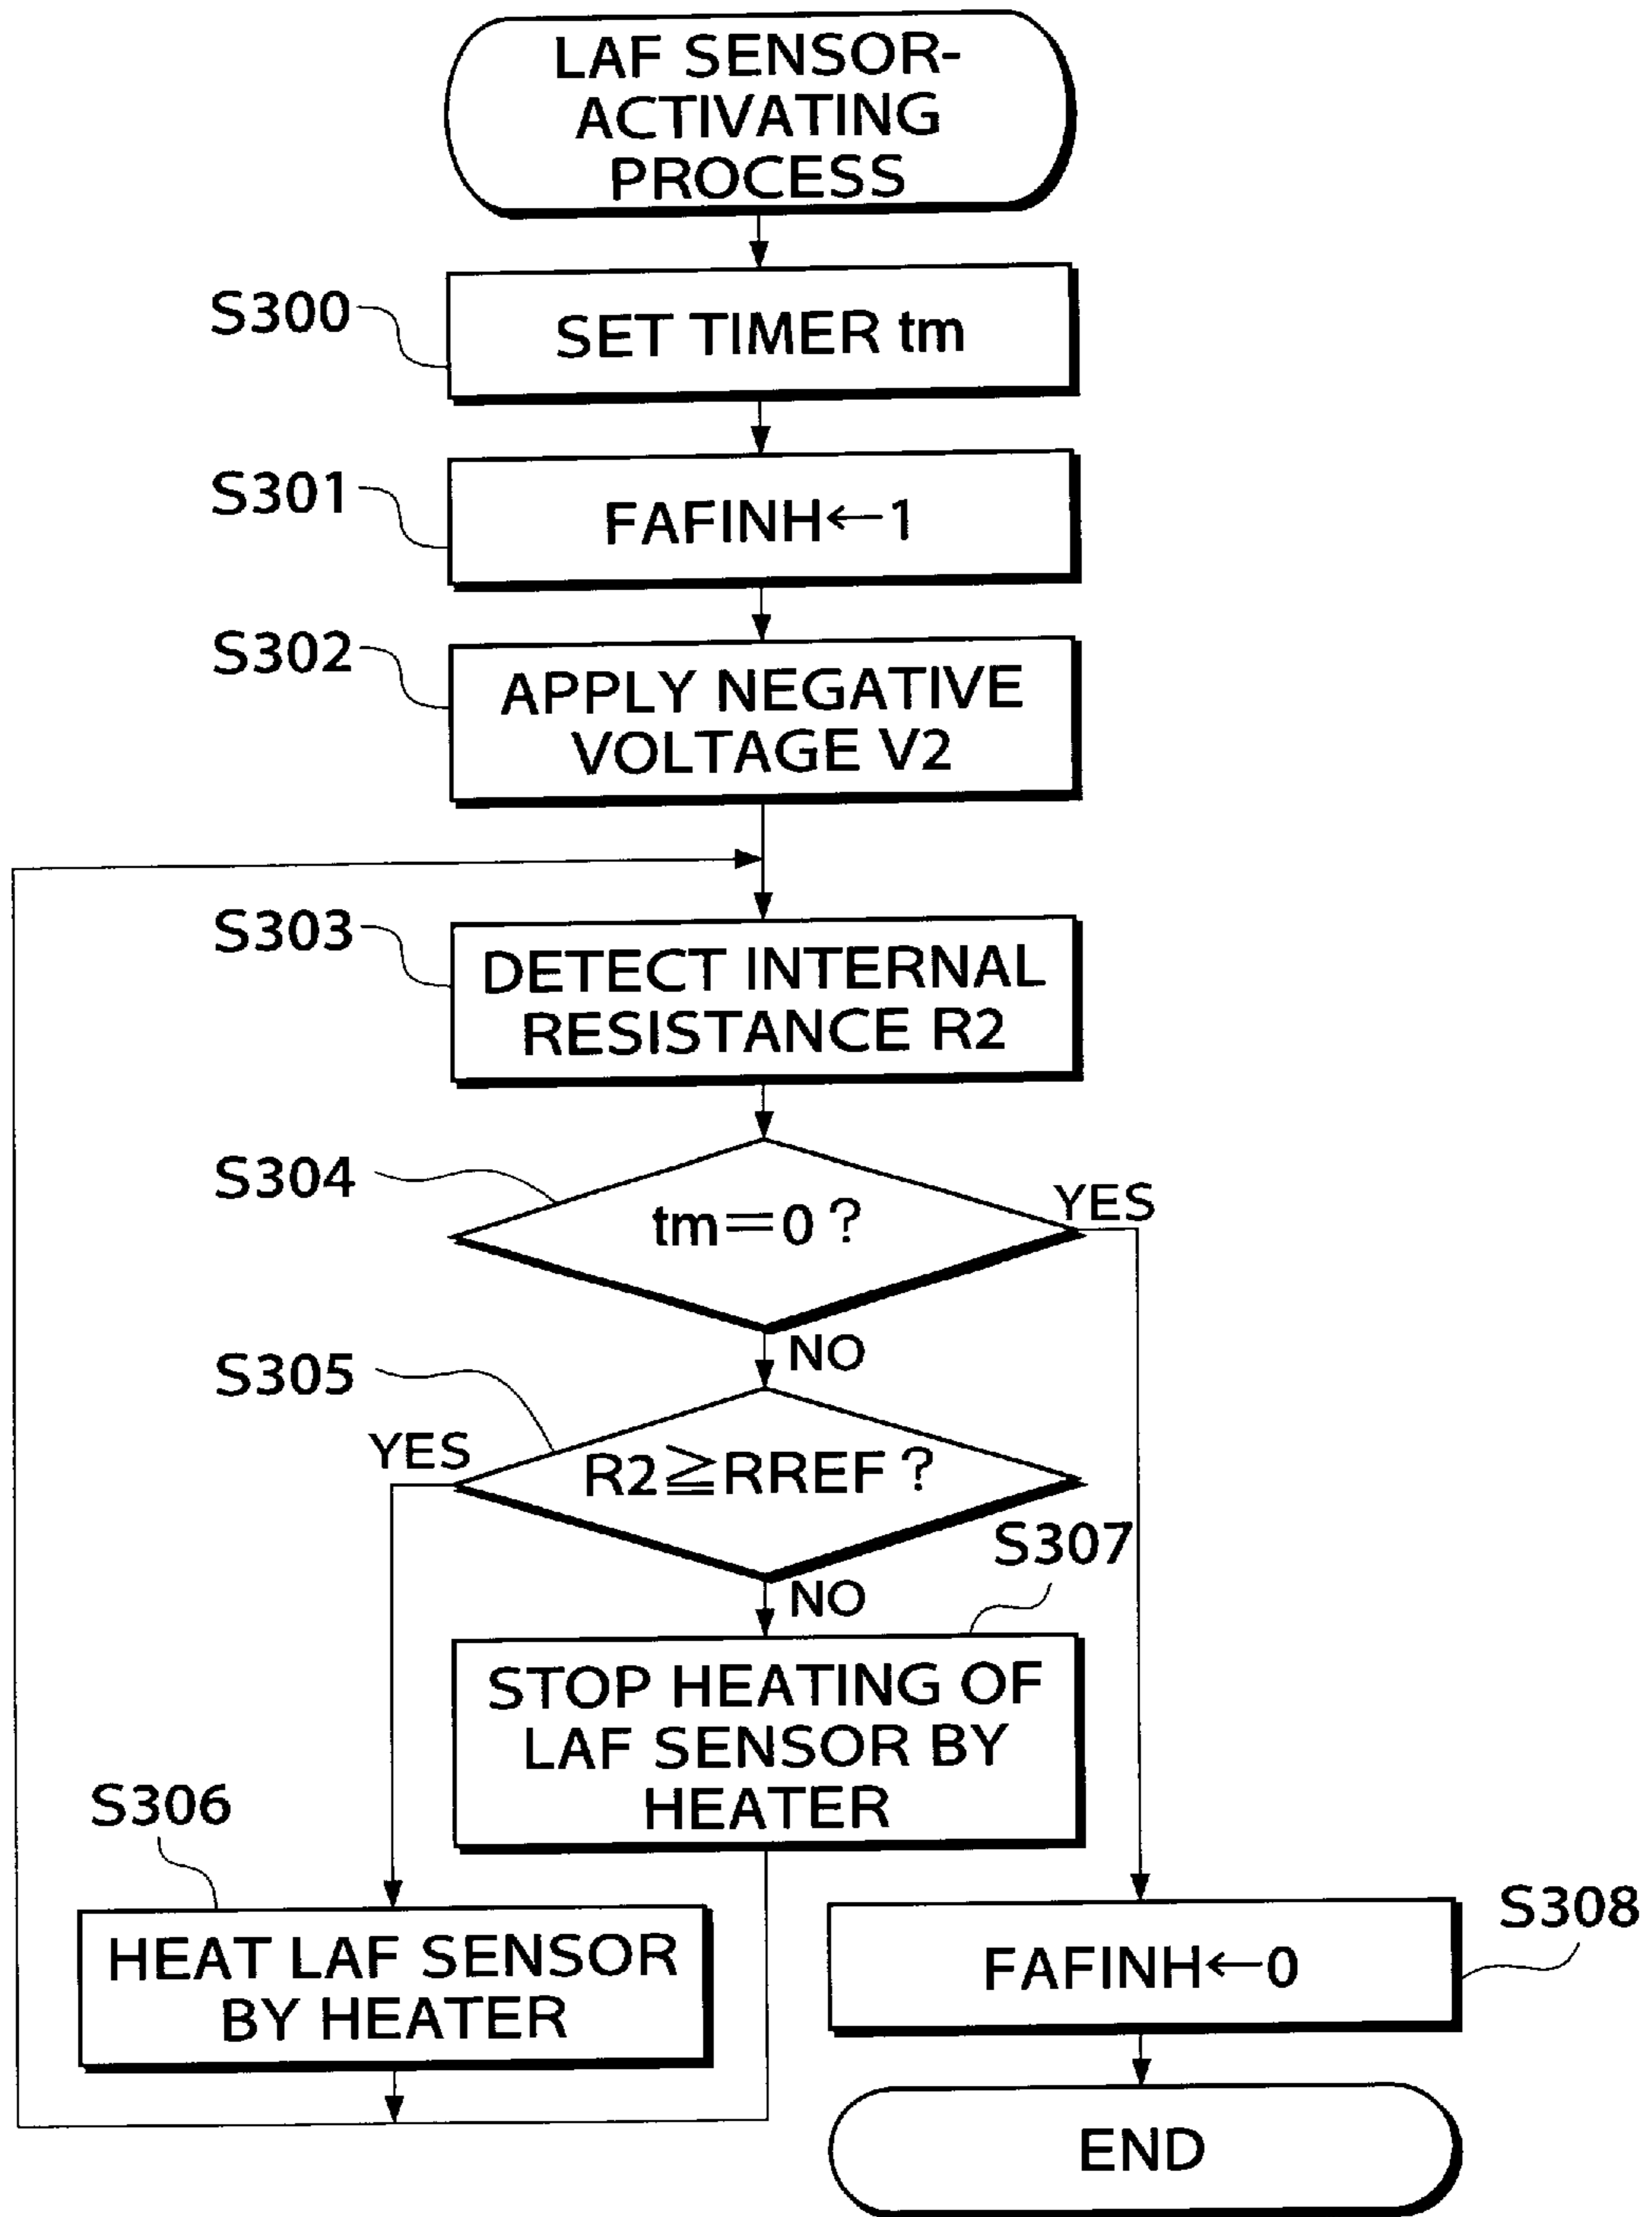 LAF SENSOR-
ACTIVATING
PROCESS
S300
SET TIMER tm
S301
FAFINH←1
S302
APPLY NEGATIVE
VOLTAGE V2
S303
DETECT INTERNAL
RESISTANCE R2
S304
tm=0?
YES
NO
S305
YES
R2≧RREF?
NO
S307
STOP HEATING OF
LAF SENSOR BY
HEATER
S306
HEAT LAF SENSOR
BY HEATER
S308
FAFINH←0
END